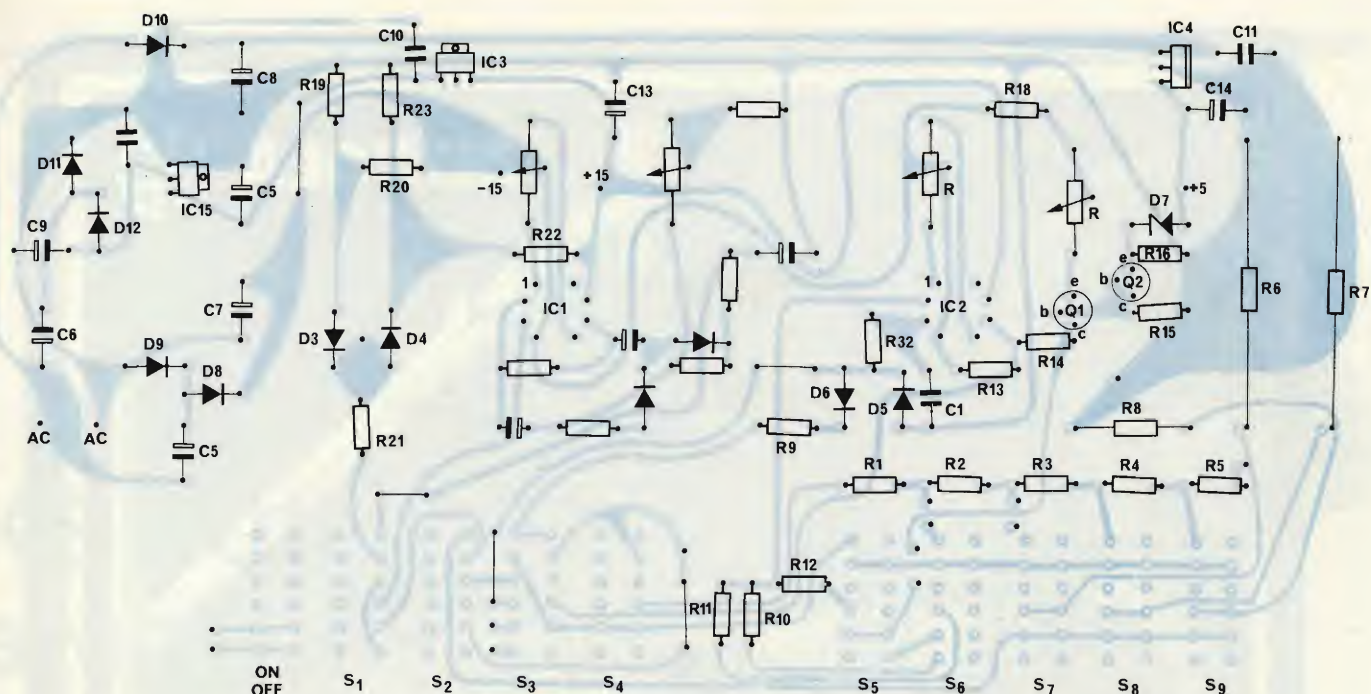 D10
C10
IC3
IC4
C11
C8
R19
R23
C13
R18
C14
D11
IC15
C5
R20
-15
+15
R
R
+5
D12
C9
D7
R22
R16
e
b
Q2
c
1
IC1
1
IC2
e
b
Q1
c
R6
R7
C7
C6
D3
D4
R32
R14
R15
D9
D8
D6
D5
C1
R13
AC
AC
C5
R21
R9
R8
R1
R2
R3
R4
R5
R12
R11
R10
ON
OFF
S1
S2
S3
S4
S5
S6
S7
S8
S9